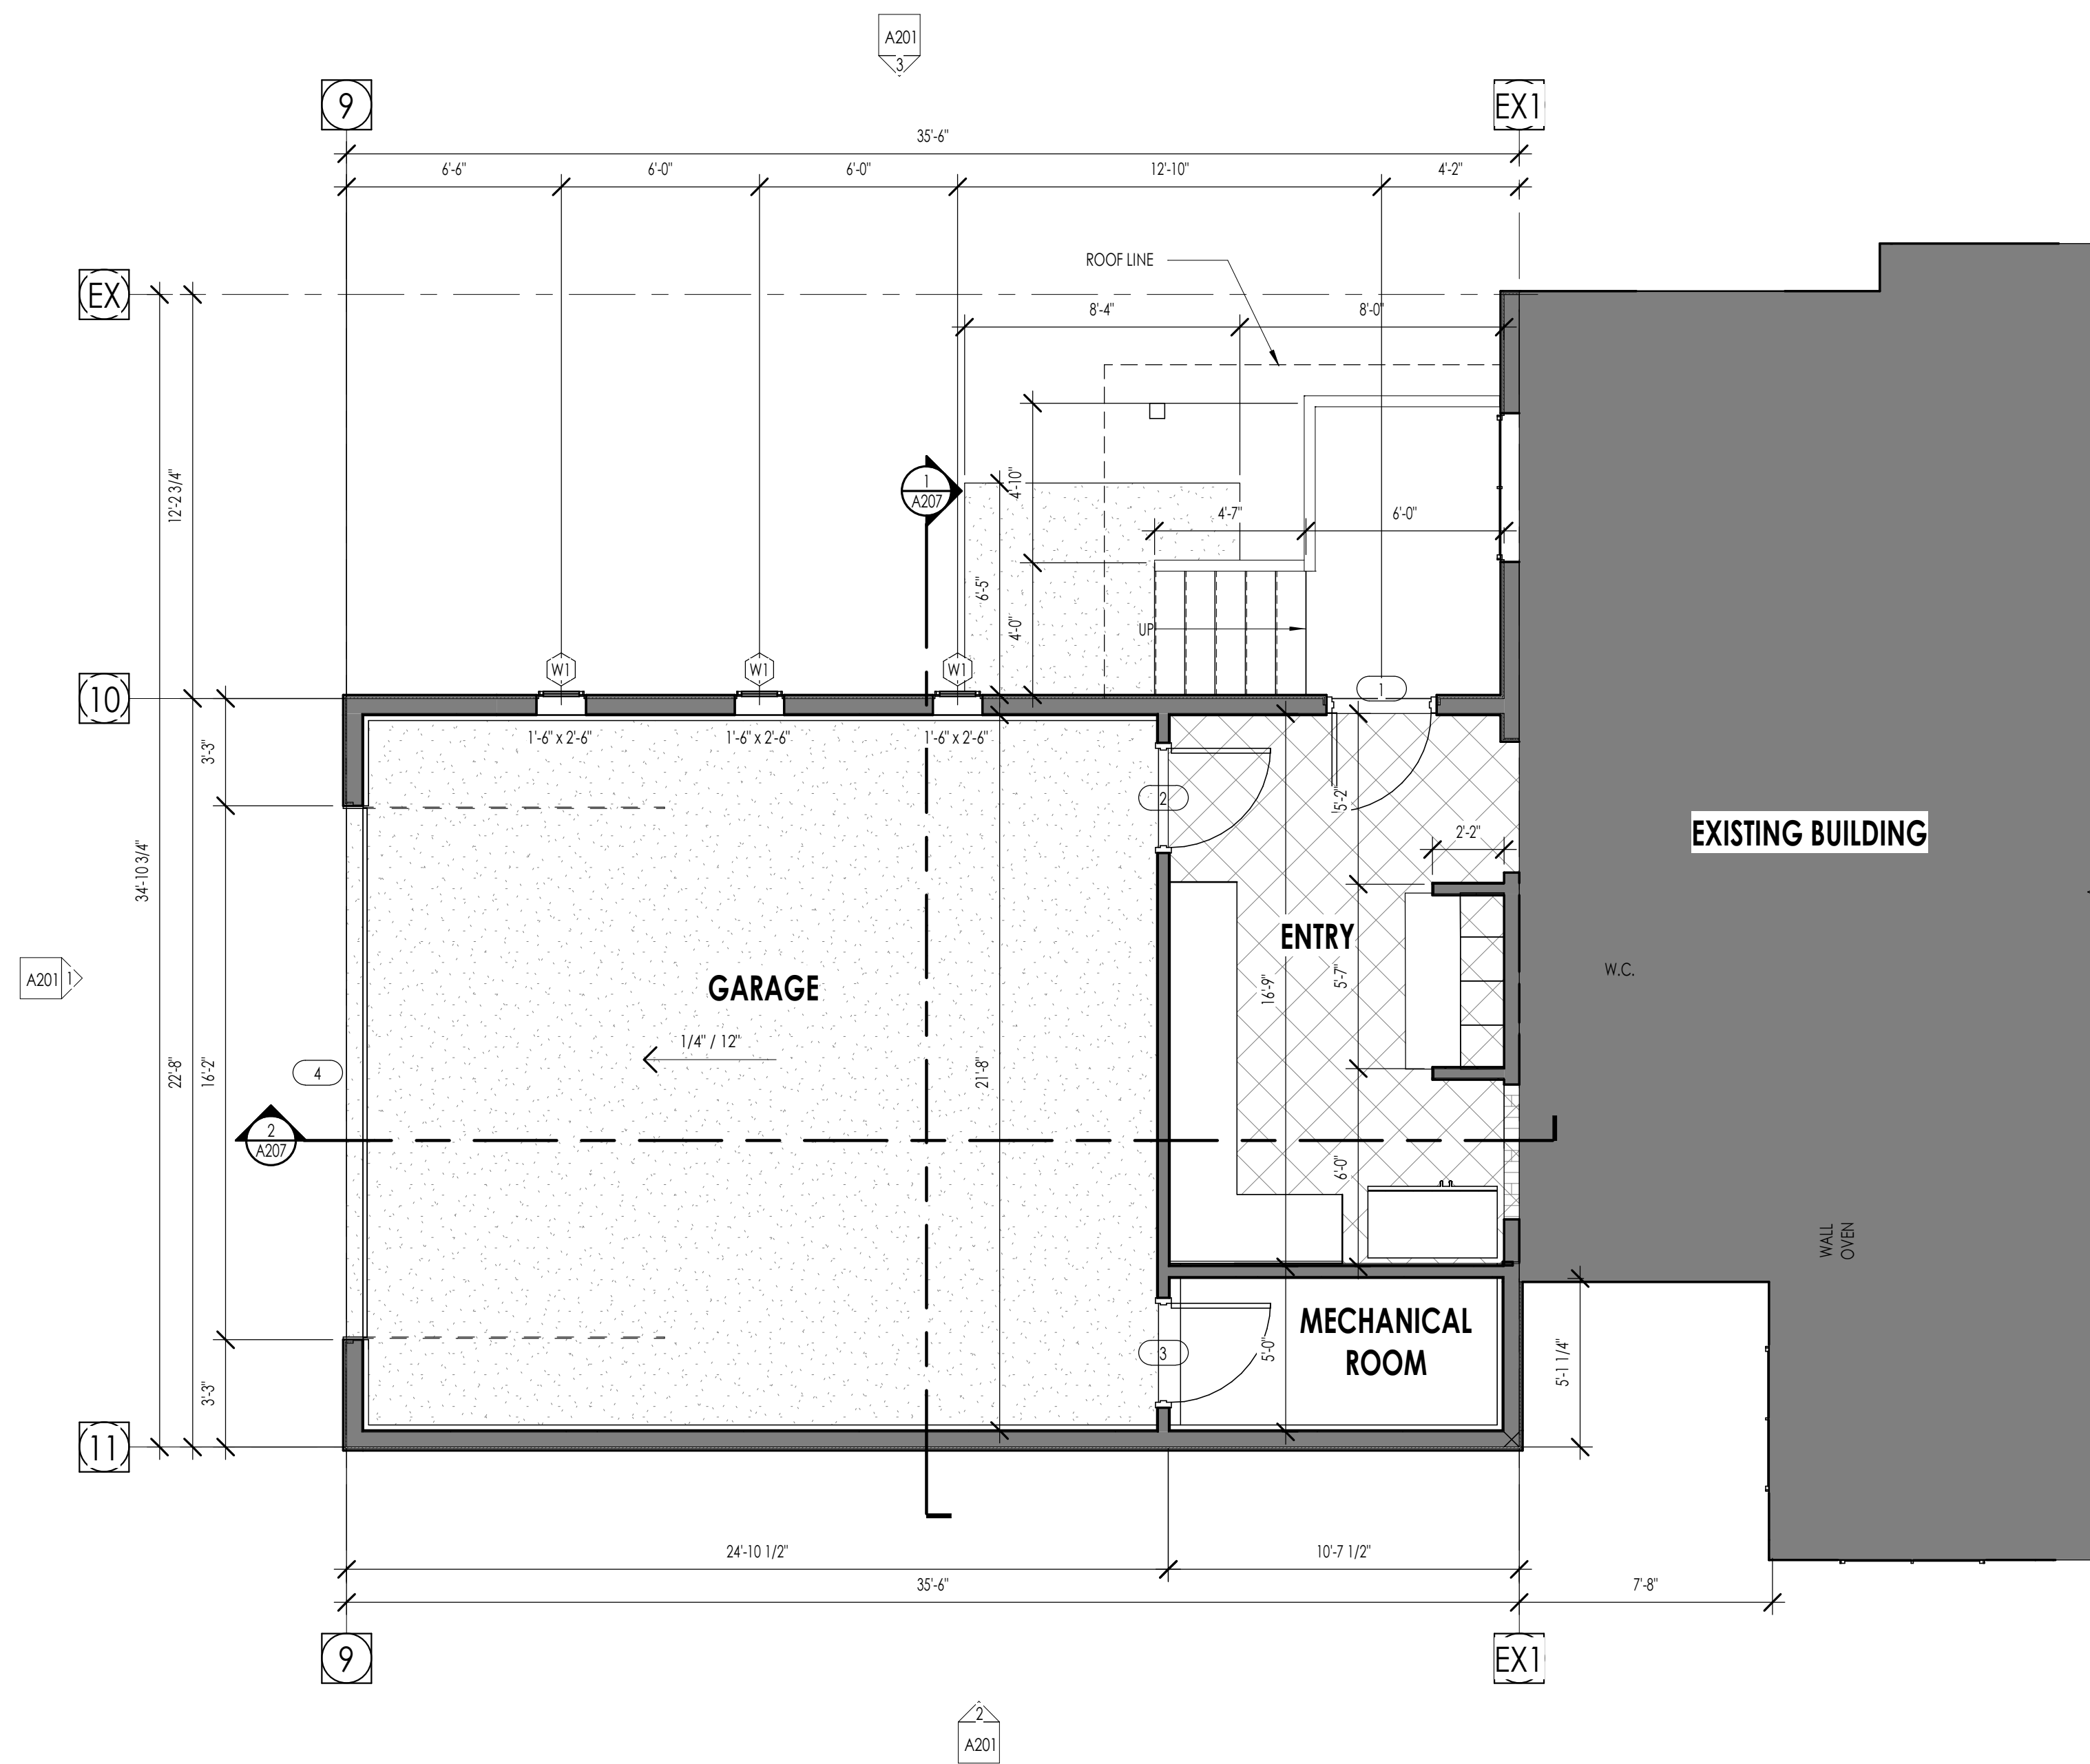 A201
3
9
EX1
35'-6"
6'-6"
6'-0"
6'-0"
12'-10"
4'-2"
ROOF LINE
EX
8'-4"
8'-0"
12'-2 3/4"
4'-10"
1
A207
4'-7"
6'-0"
6'-5"
4'-0"
UP
W1
W1
W1
1
10
1'-6" x 2'-6"
1'-6" x 2'-6"
1'-6" x 2'-6"
3'-3"
2
5'-2"
2'-2"
EXISTING BUILDING
34'-10 3/4"
ENTRY
A201
1
GARAGE
16'-9"
5'-7"
W.C.
1/4" / 12"
22'-8"
16'-2"
4
21'-8"
2
A207
6'-0"
WALL
OVEN
MECHANICAL
ROOM
3
5'-0"
5'-1 1/4"
3'-3"
11
24'-10 1/2"
10'-7 1/2"
35'-6"
7'-8"
9
EX1
2
A201